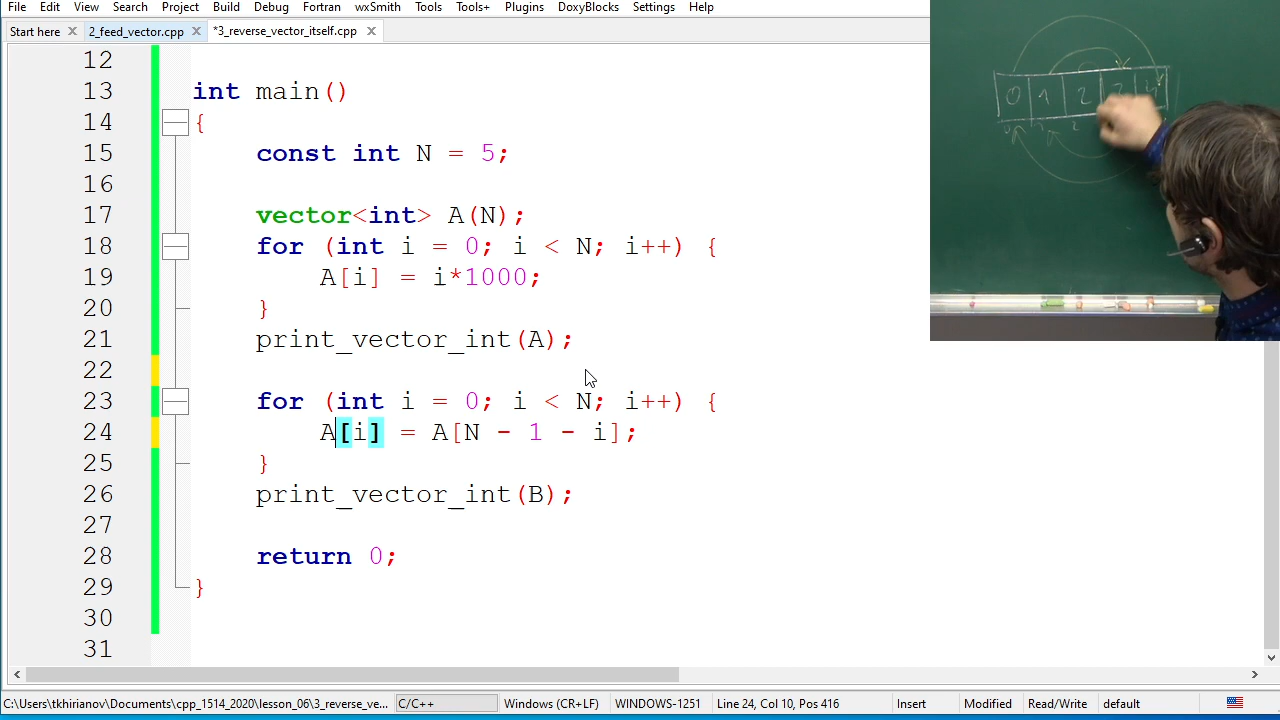 File Edit View Search Project Build Debug Fortran wxSmith Tools Tools+ Plugins DoxyBlocks Settings Help
Start here 2_feed_vector.cpp *3_reverse_vector_itself.cpp
12
13 int main()
14 {
15 const int N = 5;
16
17 vector<int> A(N);
18 for (int i = 0; i < N; i++) {
19 A[i] = i*1000;
20 }
21 print_vector_int(A);
22
23 for (int i = 0; i < N; i++) {
24 A[i] = A[N - 1 - i];
25 }
26 print_vector_int(B);
27
28 return 0;
29 }
30
31
0 1 2
C:\Users\tkhirianov\Documents\cpp_1514_2020\lesson_06\3_reverse_ve... C/C++ Windows (CR+LF) WINDOWS-1251 Line 24, Col 10, Pos 416 Insert Modified Read/Write default